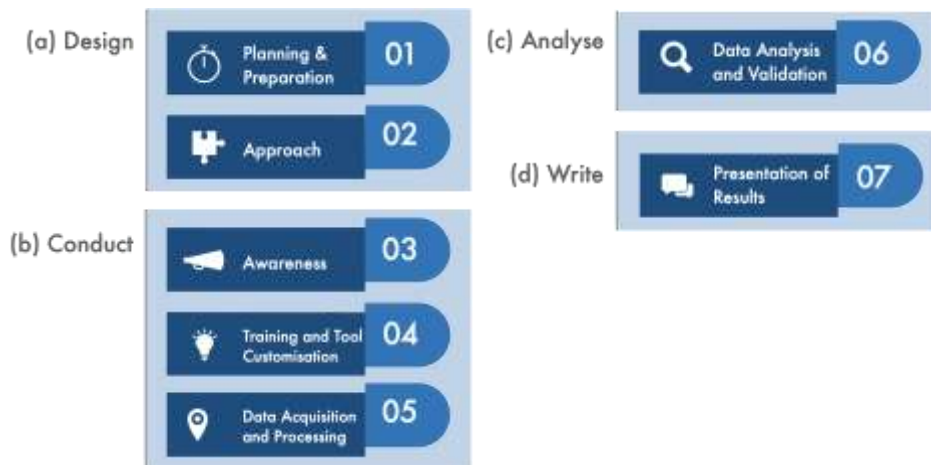 (a) Design
Planning &
Preparation
01
Approach
02
(b) Conduct
Awareness
03
Training and Tool
Customisation
04
Data Acquisition
and Processing
05
(c) Analyse
Data Analysis
and Validation
06
(d) Write
Presentation of
Results
07